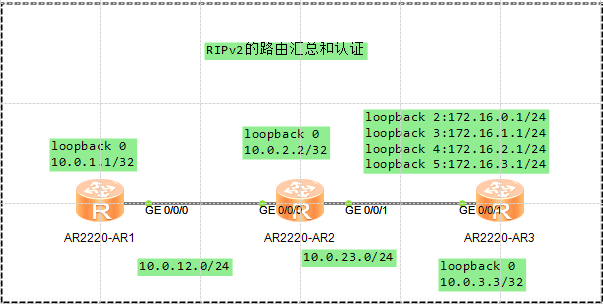 RIPv2的路由汇总和认证
loopback 2:172.16.0.1/24
loopback 3:172.16.1.1/24
loopback 4:172.16.2.1/24
loopback 5:172.16.3.1/24
loopback 0
10.0.1.1/32
loopback 0
10.0.2.2/32
R
R
R
GE 0/0/0
GE 0/0/0
GE 0/0/1
GE 0/0/1
AR2220-AR1
AR2220-AR2
AR2220-AR3
10.0.12.0/24
10.0.23.0/24
loopback 0
10.0.3.3/32